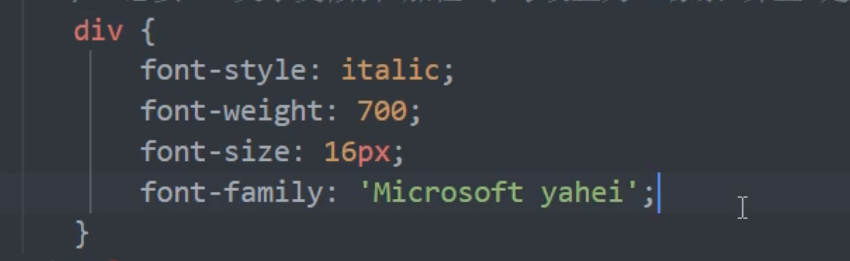 div {
font-style: italic;
font-weight: 700;
font-size: 16px;
font-family: 'Microsoft yahei';
}